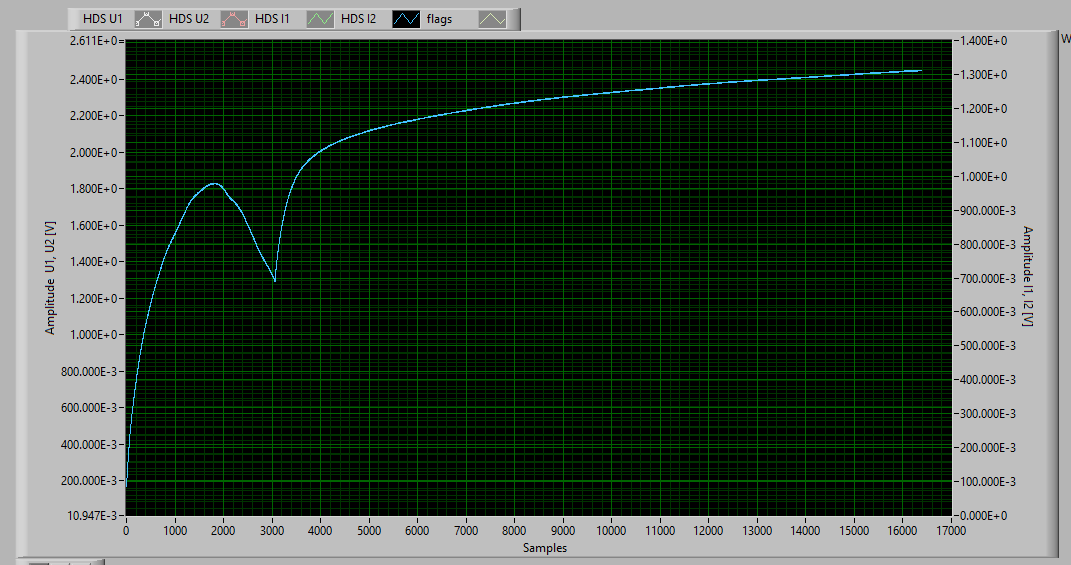 HDS U1 HDS U2 HDS I1 HDS I2 flags
W
2.611E+0
2.400E+0
2.200E+0
2.000E+0
1.800E+0
1.600E+0
1.400E+0
1.200E+0
1.000E+0
800.000E-3
600.000E-3
400.000E-3
200.000E-3
10.947E-3
Amplitude U1, U2 [V]
1.400E+0
1.300E+0
1.200E+0
1.100E+0
1.000E+0
900.000E-3
800.000E-3
700.000E-3
600.000E-3
500.000E-3
400.000E-3
300.000E-3
200.000E-3
100.000E-3
0.000E+0
Amplitude I1, I2 [V]
0 1000 2000 3000 4000 5000 6000 7000 8000 9000 10000 11000 12000 13000 14000 15000 16000 17000
Samples